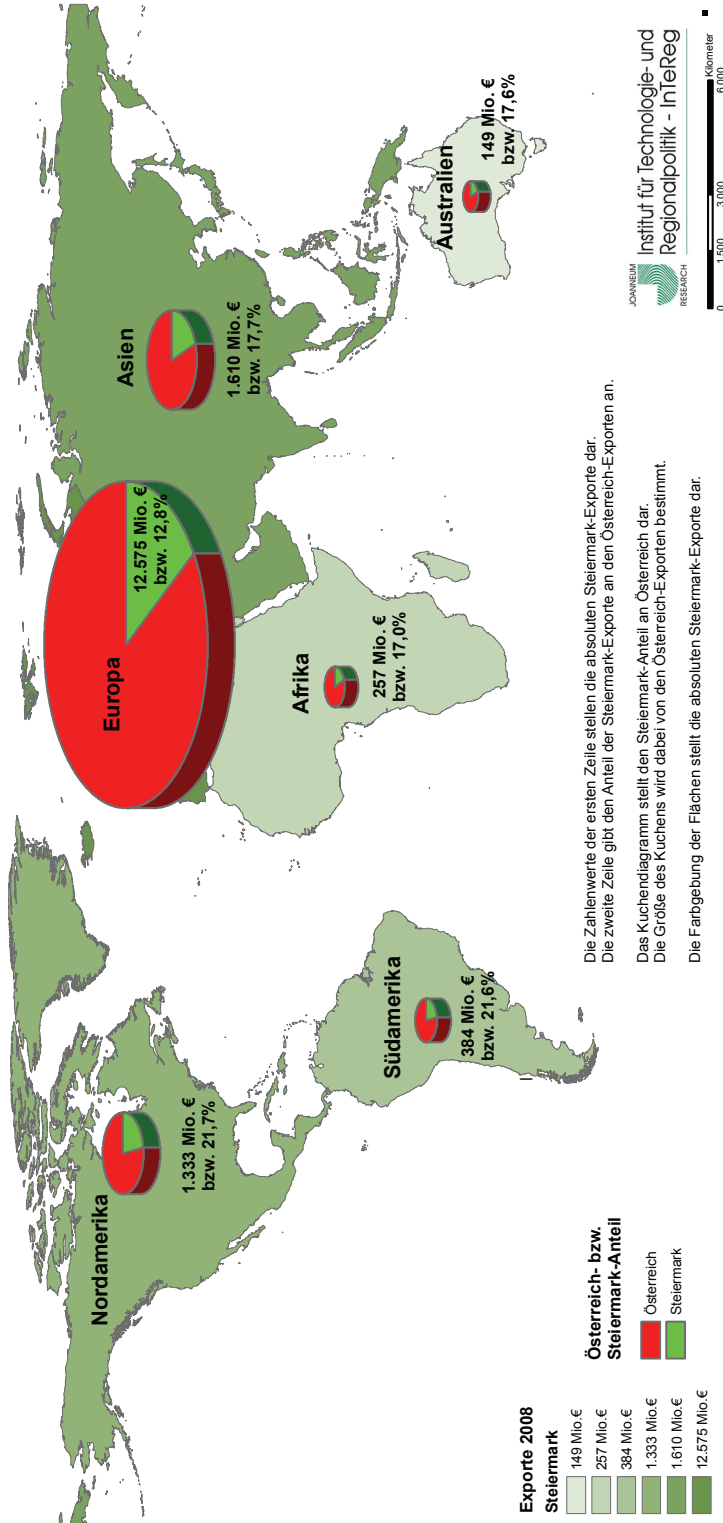 Nordamerika
1.333 Mio. €
bzw. 21,7%
Europa
12.575 Mio. €
bzw. 12,8%
Asien
1.610 Mio. €
bzw. 17,7%
Afrika
257 Mio. €
bzw. 17,0%
Südamerika
384 Mio. €
bzw. 21,6%
Australien
149 Mio. €
bzw. 17,6%
Exporte 2008
Steiermark
149 Mio.€
257 Mio.€
384 Mio.€
1.333 Mio.€
1.610 Mio.€
12.575 Mio.€
Österreich- bzw.
Steiermark-Anteil
Österreich
Steiermark
Die Zahlenwerte der ersten Zeile stellen die absoluten Steiermark-Exporte dar.
Die zweite Zeile gibt den Anteil der Steiermark-Exporte an den Österreich-Exporten an.
Das Kuchendiagramm stellt den Steiermark-Anteil an Österreich dar.
Die Größe des Kuchens wird dabei von den Österreich-Exporten bestimmt.
Die Farbgebung der Flächen stellt die absoluten Steiermark-Exporte dar.
JOANNEUM
RESEARCH
Institut für Technologie- und
Regionalpolitik - InTeReg
Kilometer
0 1.500 3.000 6.000